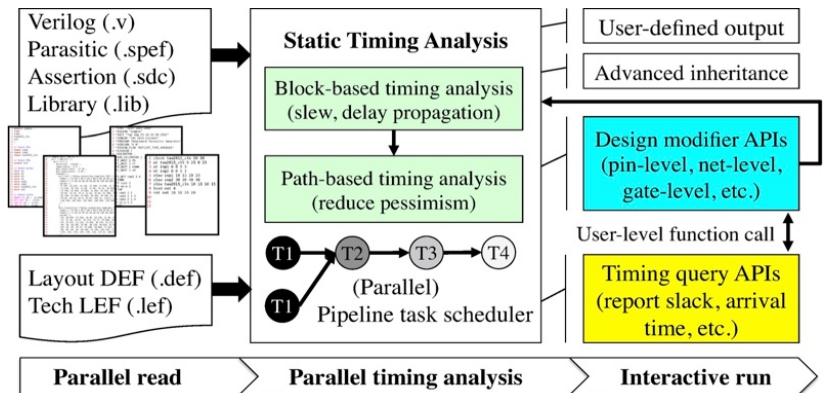 Verilog (.v)
Parasitic (.spef)
Assertion (.sdc)
Library (.lib)
Layout DEF (.def)
Tech LEF (.lef)
Static Timing Analysis
Block-based timing analysis
(slew, delay propagation)
Path-based timing analysis
(reduce pessimism)
T1 T2 T3 T4
T1
(Parallel)
Pipeline task scheduler
User-defined output
Advanced inheritance
Design modifier APIs
(pin-level, net-level,
gate-level, etc.)
User-level function call
Timing query APIs
(report slack, arrival
time, etc.)
Parallel read
Parallel timing analysis
Interactive run